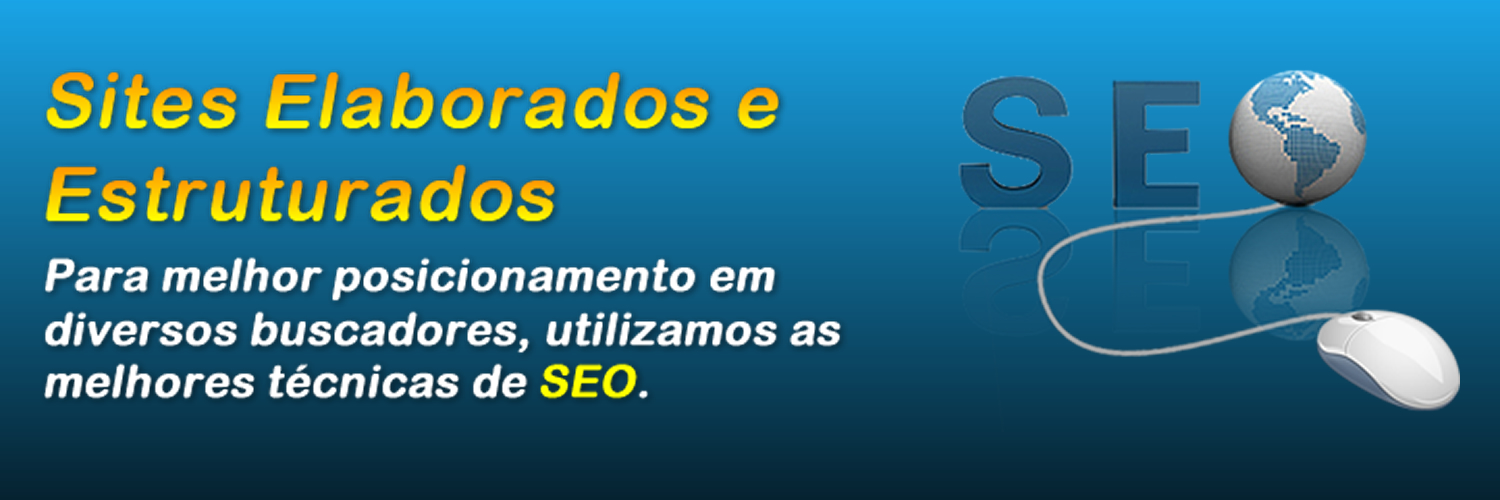 Sites Elaborados e
Estruturados
Para melhor posicionamento em
diversos buscadores, utilizamos as
melhores técnicas de SEO.
SEO